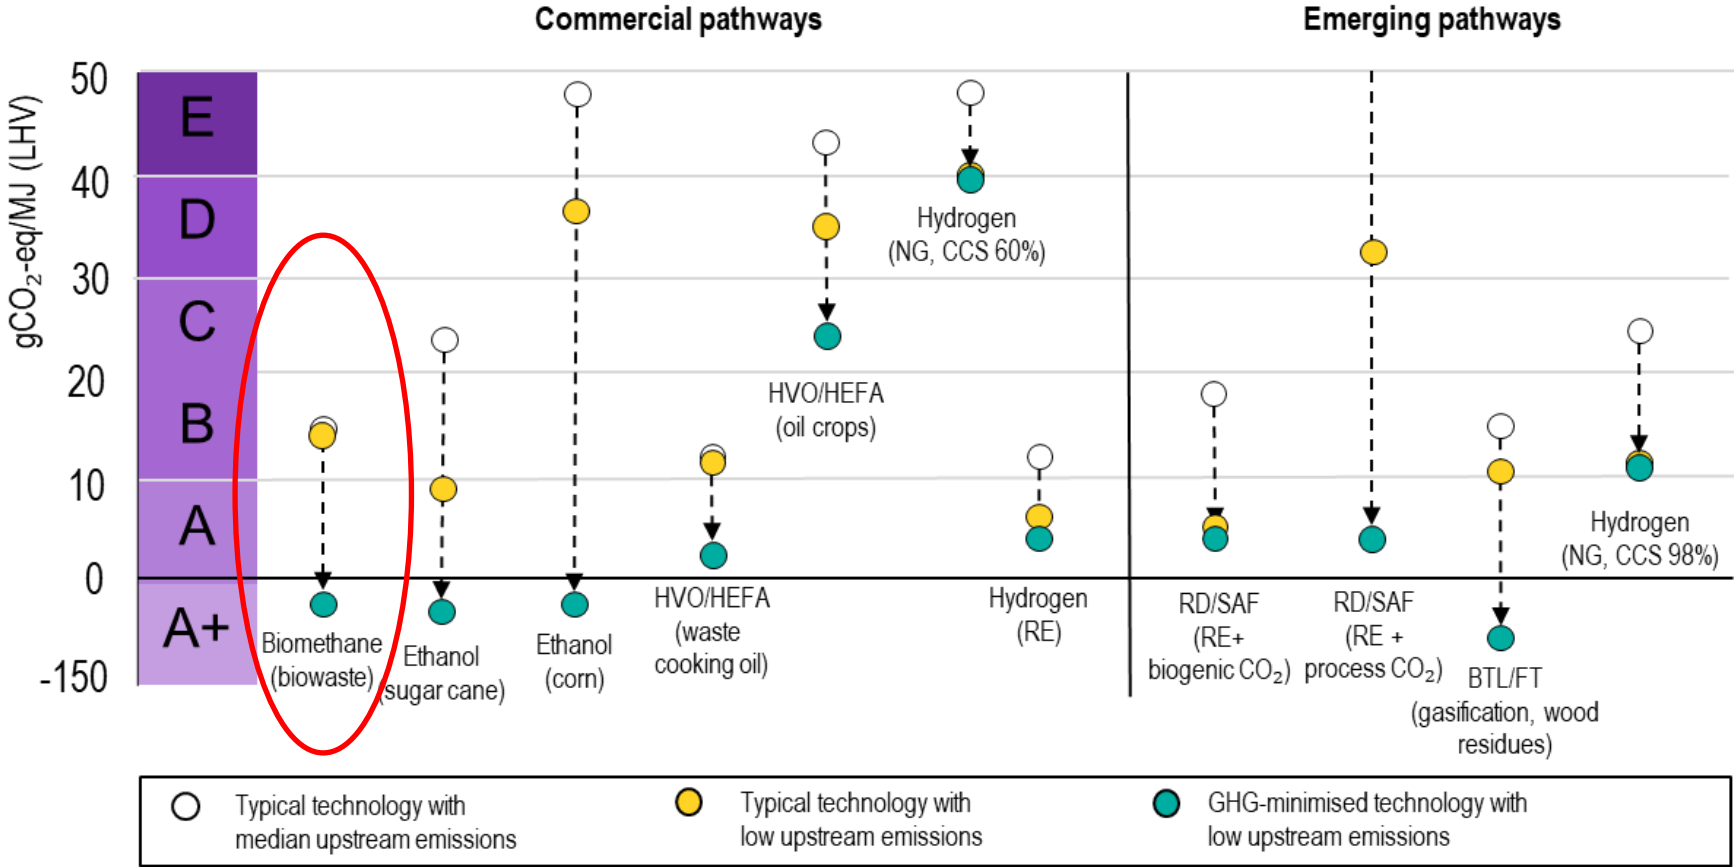 Commercial pathways
Emerging pathways
gCO₂-eq/MJ (LHV)
50
40
30
20
10
0
-150
E
D
C
B
A
A+
Biomethane
(biowaste)
Ethanol
(sugar cane)
Ethanol
(corn)
HVO/HEFA
(waste
cooking oil)
HVO/HEFA
(oil crops)
Hydrogen
(NG, CCS 60%)
Hydrogen
(RE)
RD/SAF
(RE+
biogenic CO₂)
RD/SAF
(RE +
process CO₂)
BTL/FT
(gasification, wood
residues)
Hydrogen
(NG, CCS 98%)
Typical technology with
median upstream emissions
Typical technology with
low upstream emissions
GHG-minimised technology with
low upstream emissions